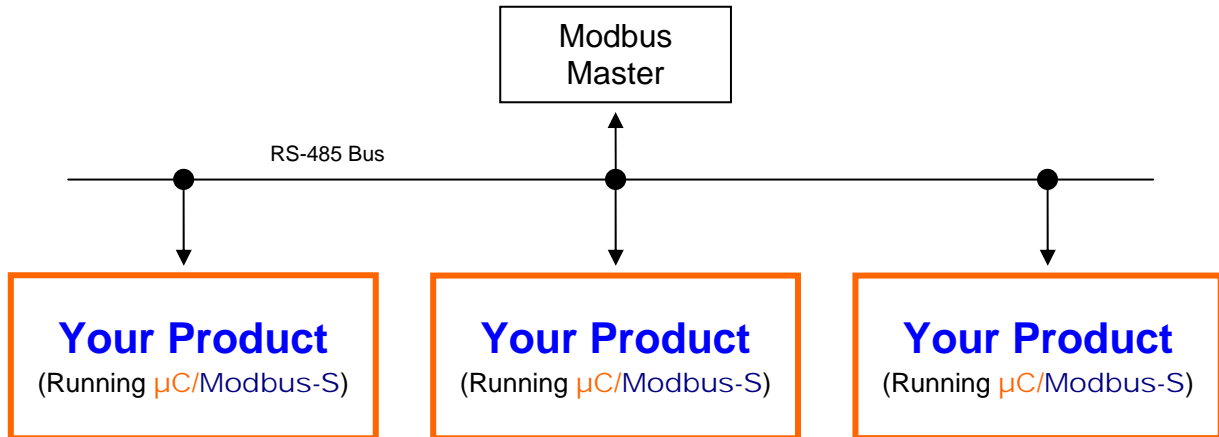 Modbus
Master
RS-485 Bus
Your Product
(Running µC/Modbus-S)
Your Product
(Running µC/Modbus-S)
Your Product
(Running µC/Modbus-S)